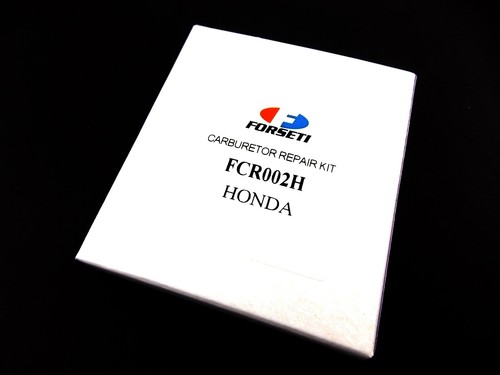 F
FORSETI
CARBURETOR REPAIR KIT
FCR002H
HONDA